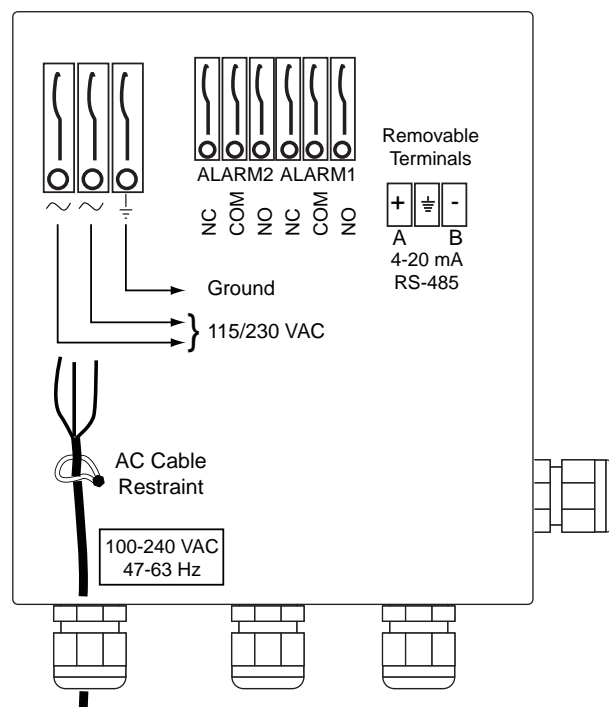 ALARM2 ALARM1
NC COM NO NC COM NO
Removable
Terminals
+ -
A B
4-20 mA
RS-485
Ground
115/230 VAC
AC Cable
Restraint
100-240 VAC
47-63 Hz